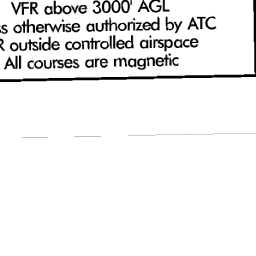 VFR above 3000' AGL
otherwise authorized by ATC
outside controlled airspace
All courses are magnetic